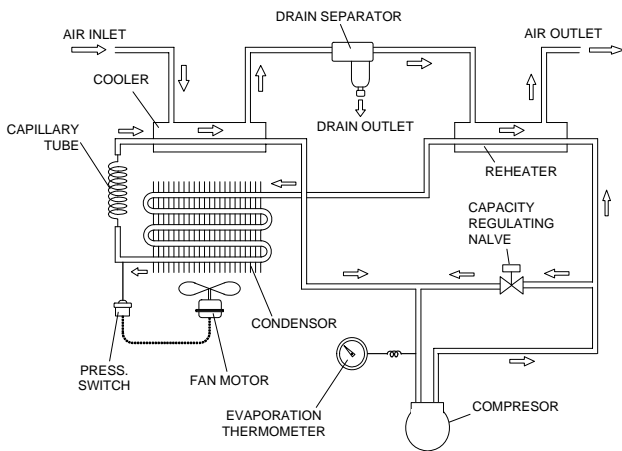 DRAIN SEPARATOR
AIR INLET
AIR OUTLET
COOLER
CAPILLARY
TUBE
DRAIN OUTLET
REHEATER
CAPACITY
REGULATING
NALVE
CONDENSOR
PRESS.
SWITCH
FAN MOTOR
EVAPORATION
THERMOMETER
COMPRESOR